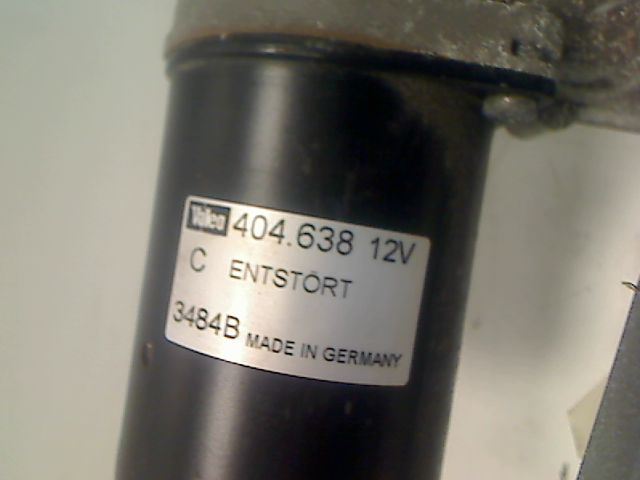 Valeo 404.638 12V
C ENTSTÖRT
3484B MADE IN GERMANY